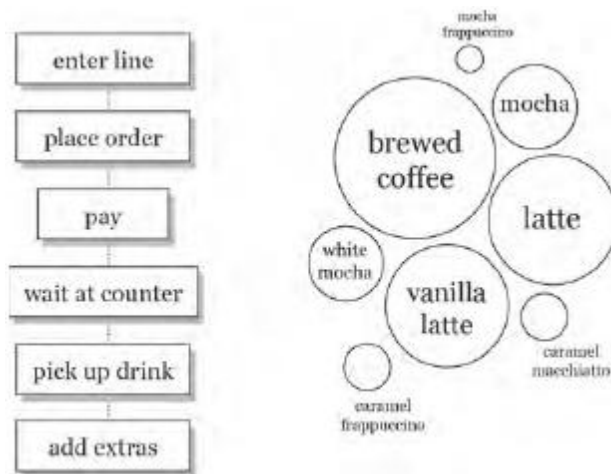 enter line
place order
pay
wait at counter
pick up drink
add extras
mocha
frappuccino
mocha
brewed
coffee
latte
white
mocha
vanilla
latte
caramel
macchiatto
caramel
frappuccino